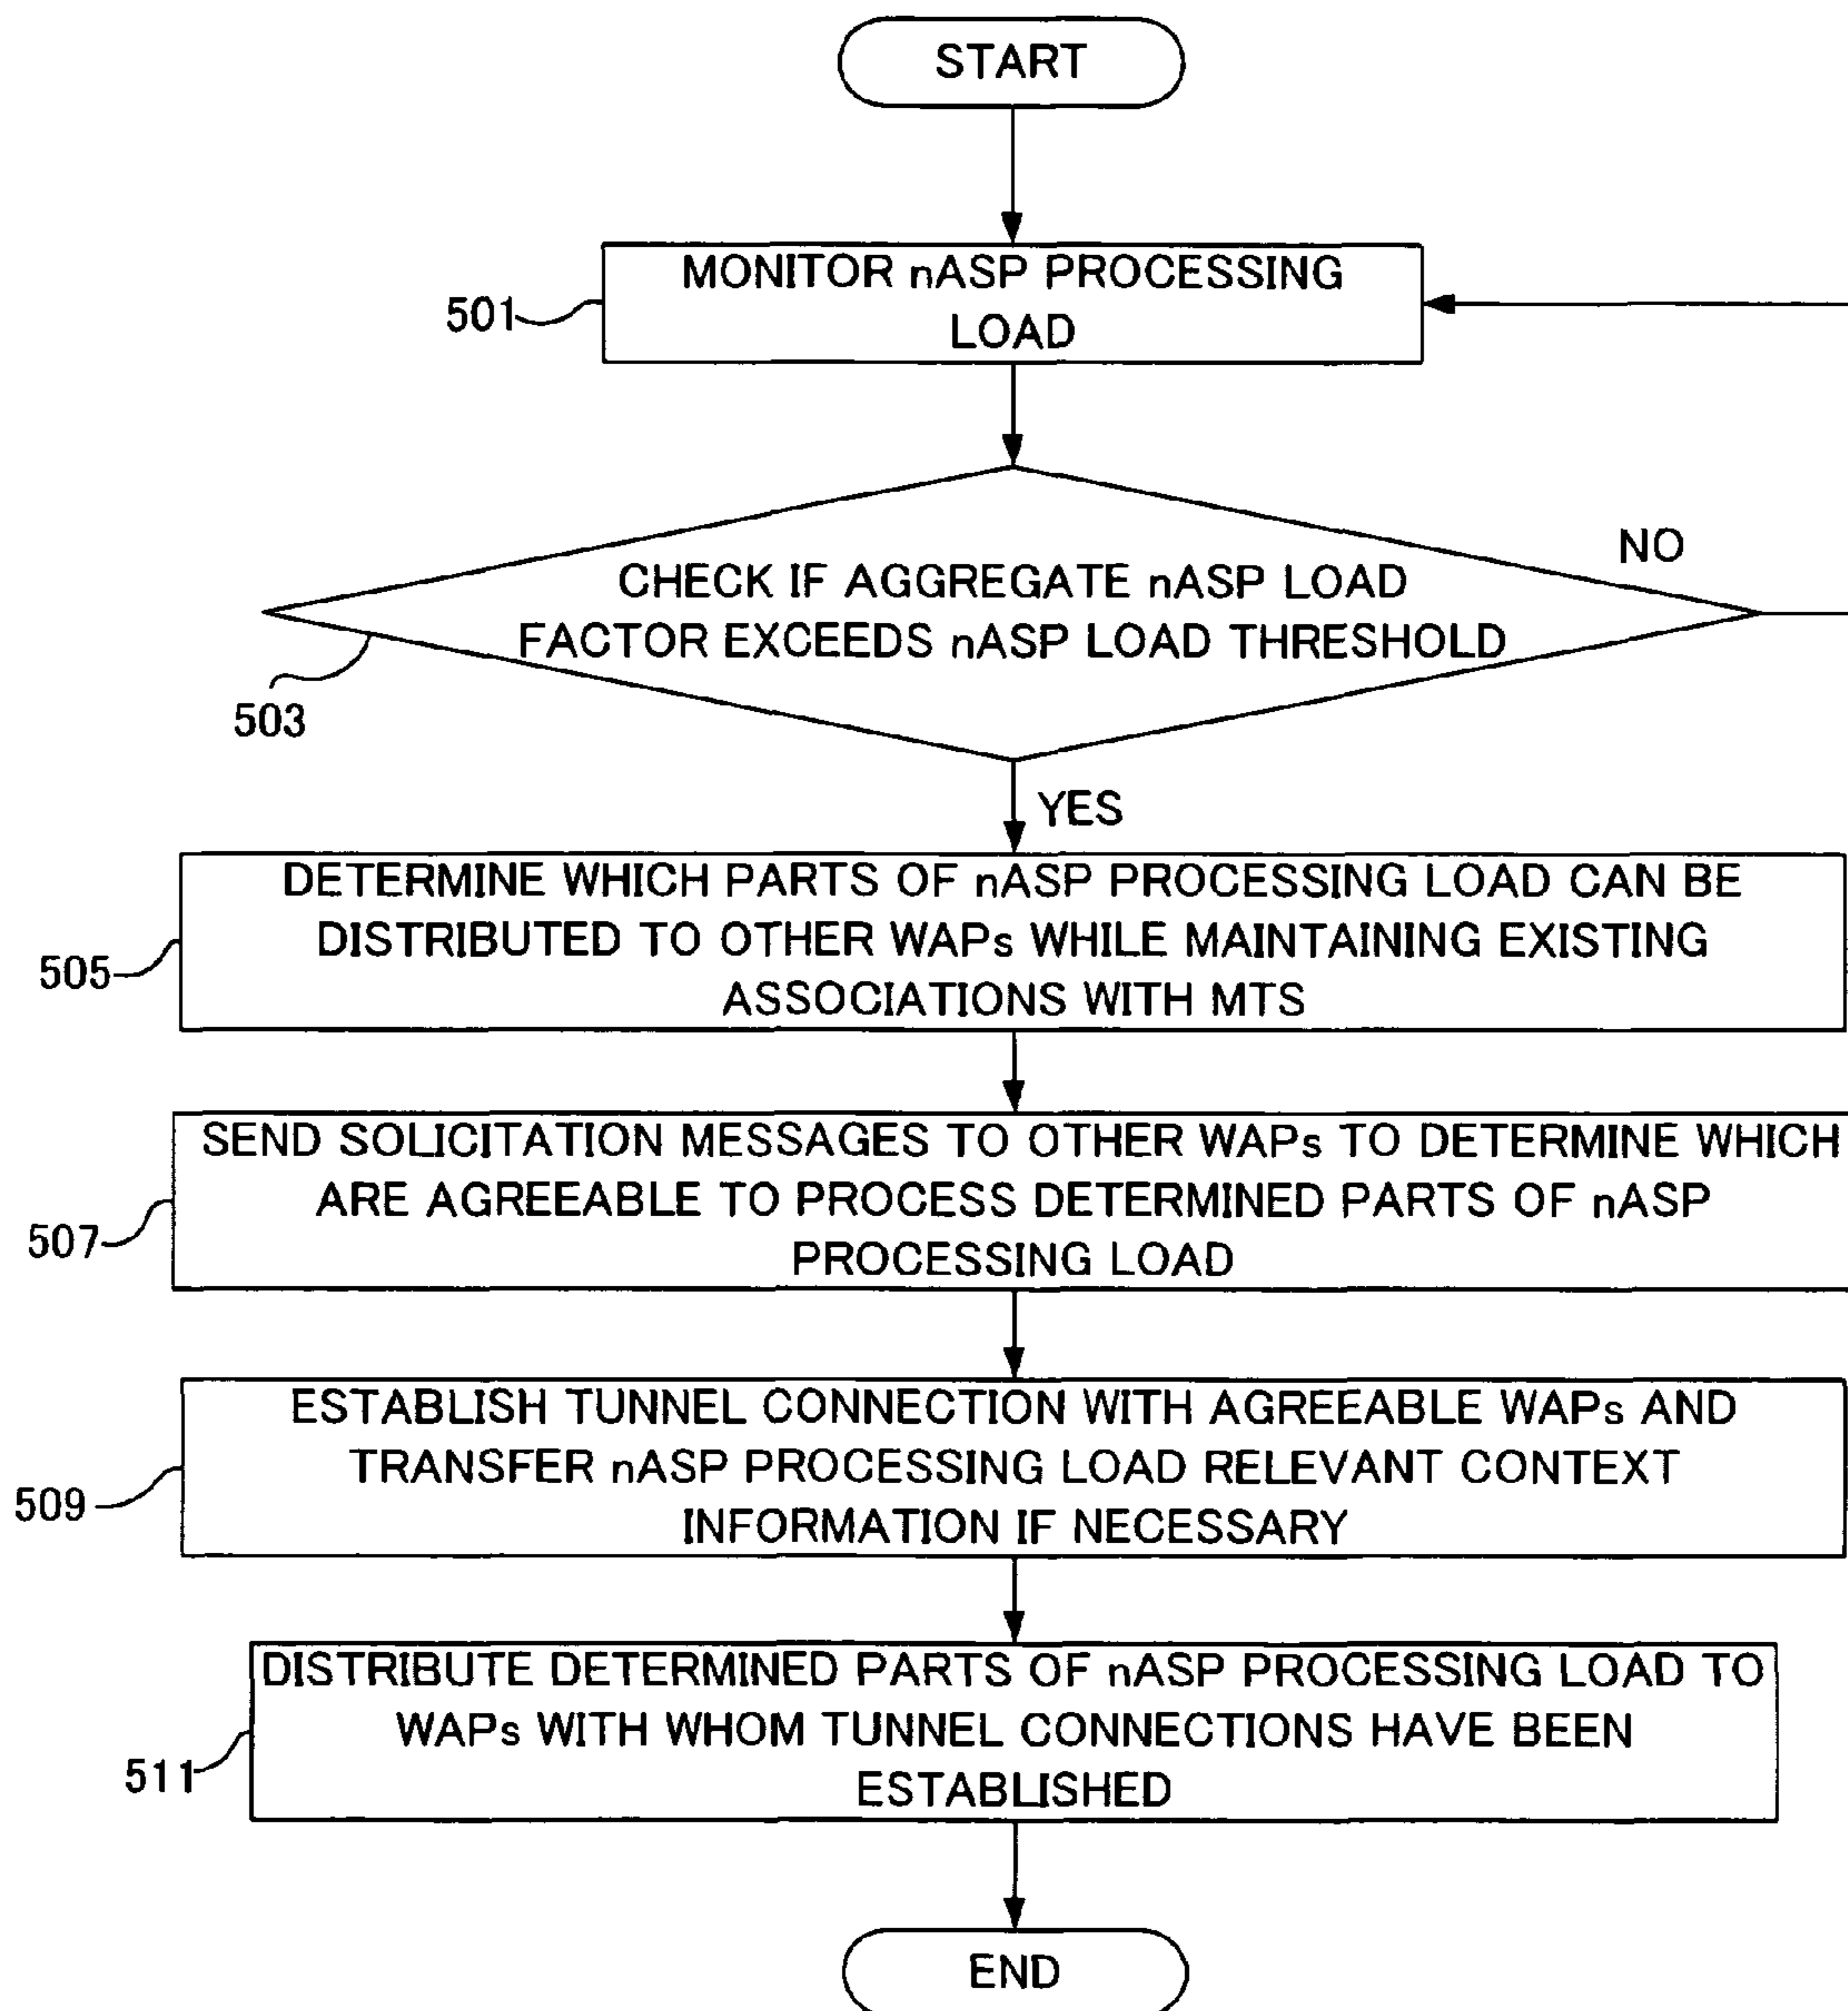 START
MONITOR nASP PROCESSING
LOAD
501
CHECK IF AGGREGATE nASP LOAD
FACTOR EXCEEDS nASP LOAD THRESHOLD
NO
503
YES
DETERMINE WHICH PARTS OF nASP PROCESSING LOAD CAN BE
DISTRIBUTED TO OTHER WAPs WHILE MAINTAINING EXISTING
ASSOCIATIONS WITH MTS
505
SEND SOLICITATION MESSAGES TO OTHER WAPs TO DETERMINE WHICH
ARE AGREEABLE TO PROCESS DETERMINED PARTS OF nASP
PROCESSING LOAD
507
ESTABLISH TUNNEL CONNECTION WITH AGREEABLE WAPs AND
TRANSFER nASP PROCESSING LOAD RELEVANT CONTEXT
INFORMATION IF NECESSARY
509
DISTRIBUTE DETERMINED PARTS OF nASP PROCESSING LOAD TO
WAPs WITH WHOM TUNNEL CONNECTIONS HAVE BEEN
ESTABLISHED
511
END